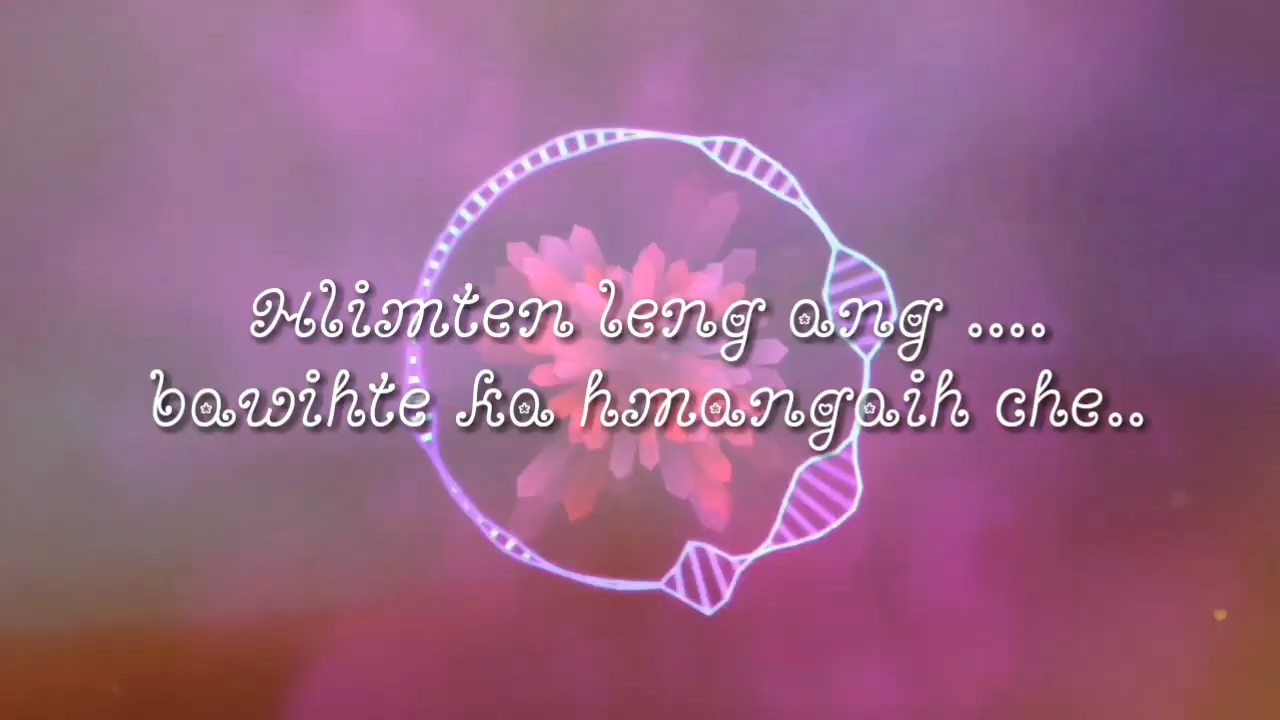 Hlimten leng ang ....
bawihte ka hmangaih che..